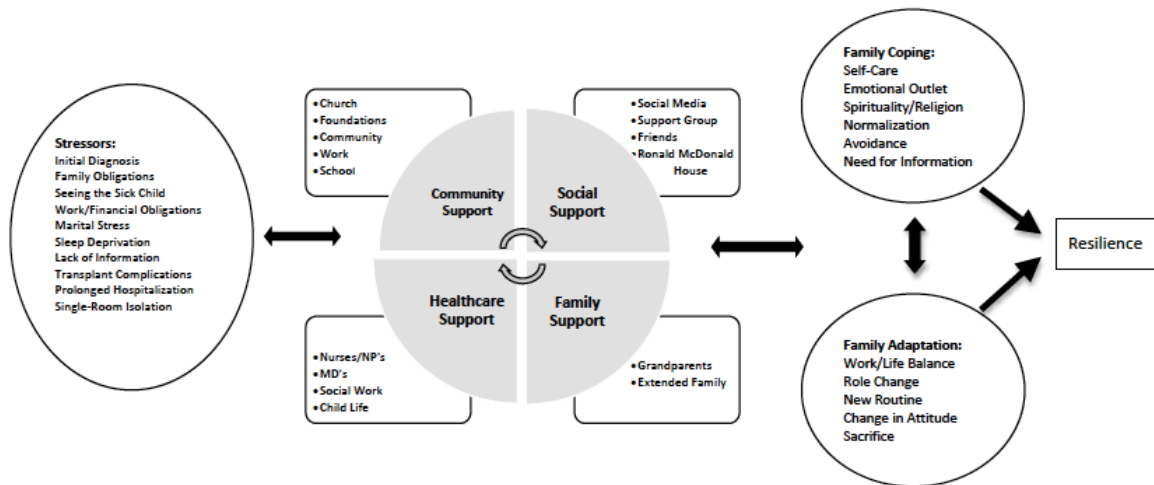 Stressors:
Initial Diagnosis
Family Obligations
Seeing the Sick Child
Work/Financial Obligations
Marital Stress
Sleep Deprivation
Lack of Information
Transplant Complications
Prolonged Hospitalization
Single-Room Isolation
•Church
•Foundations
•Community
•Work
•School
•Social Media
•Support Group
•Friends
•Ronald McDonald
House
Community
Support
Social
Support
Healthcare
Support
Family
Support
•Nurses/NP's
•MD's
•Social Work
•Child Life
•Grandparents
•Extended Family
Family Coping:
Self-Care
Emotional Outlet
Spirituality/Religion
Normalization
Avoidance
Need for Information
Family Adaptation:
Work/Life Balance
Role Change
New Routine
Change in Attitude
Sacrifice
Resilience